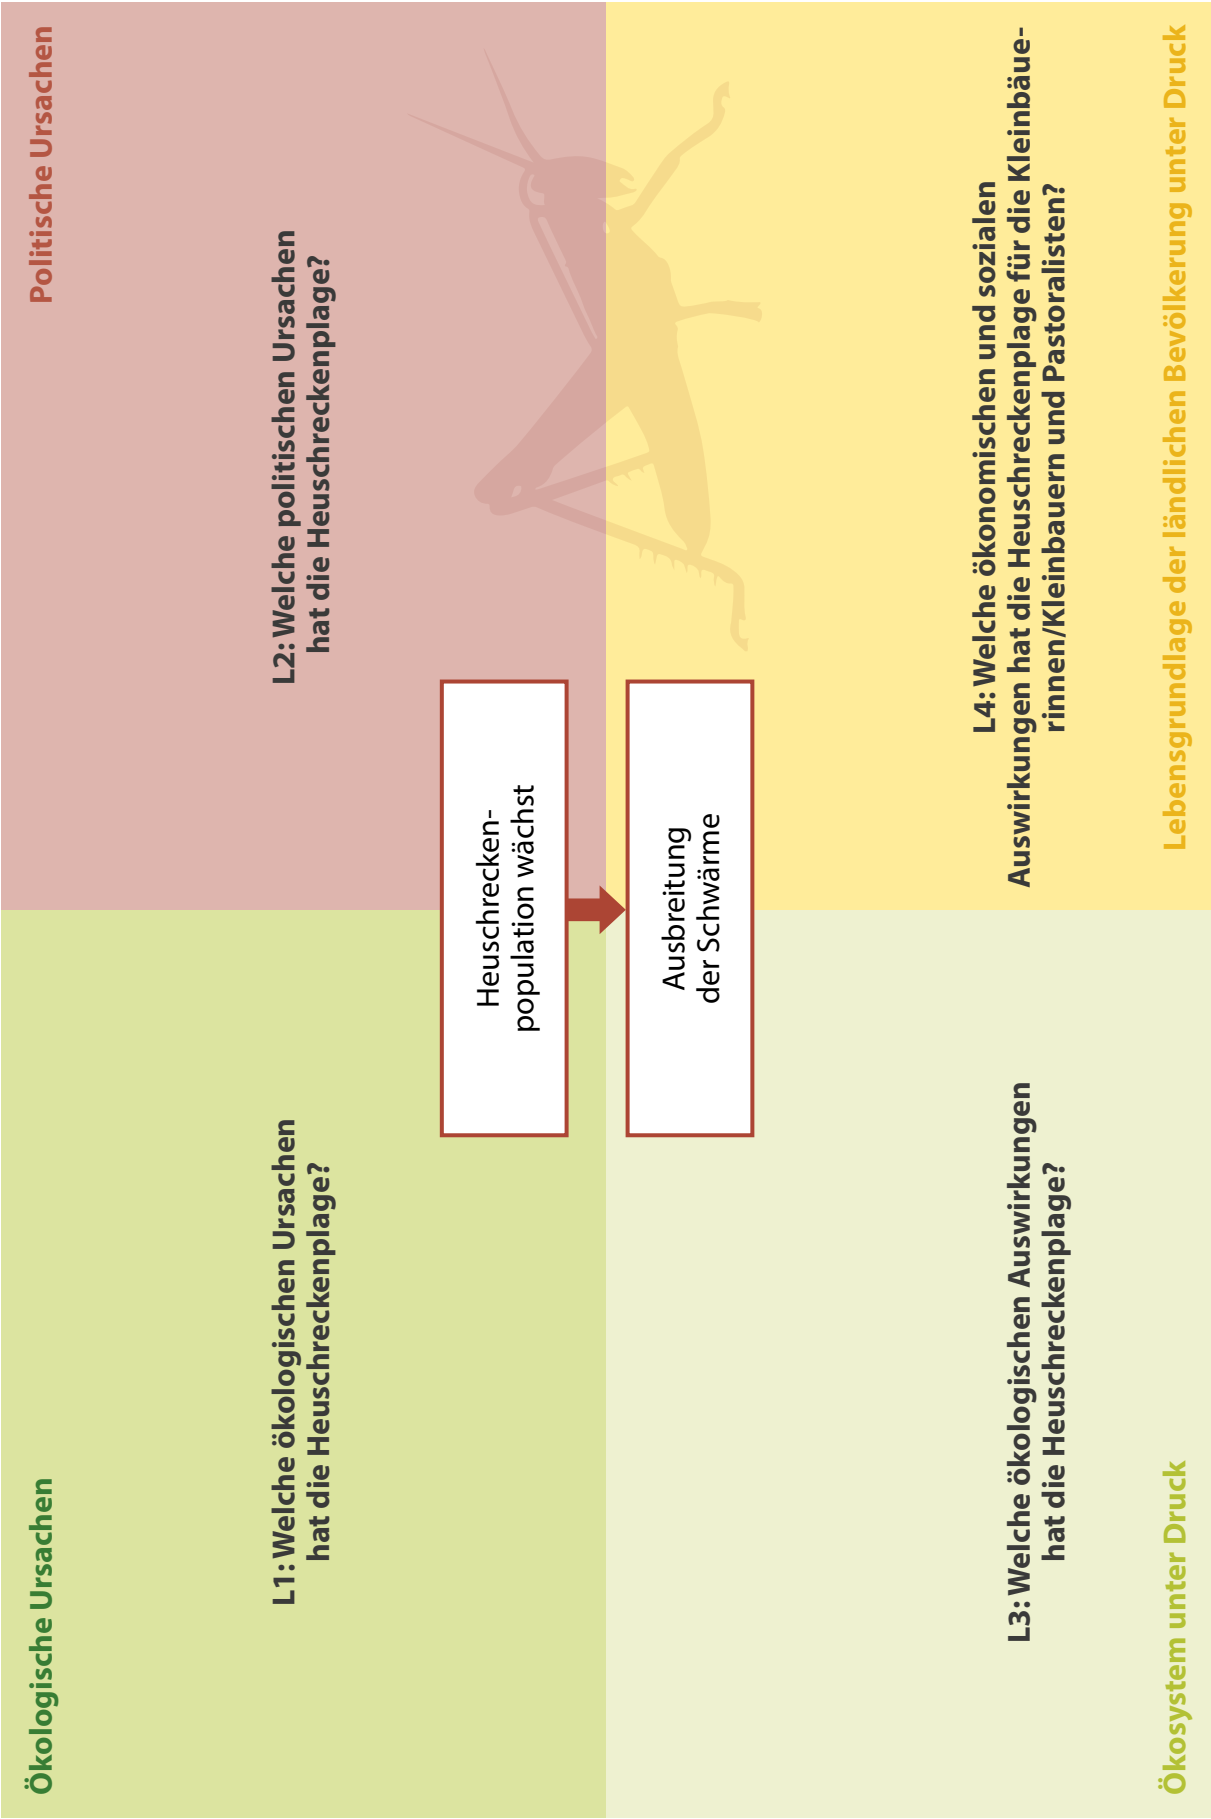 Ökologische Ursachen
Politische Ursachen
L1: Welche ökologischen Ursachen
hat die Heuschreckenplage?
L2: Welche politischen Ursachen
hat die Heuschreckenplage?
Heuschrecken-
population wächst
Ausbreitung
der Schwärme
L3: Welche ökologischen Auswirkungen
hat die Heuschreckenplage?
L4: Welche ökonomischen und sozialen
Auswirkungen hat die Heuschreckenplage für die Kleinbäue-
rinnen/Kleinbauern und Pastoralisten?
Ökosystem unter Druck
Lebensgrundlage der ländlichen Bevölkerung unter Druck